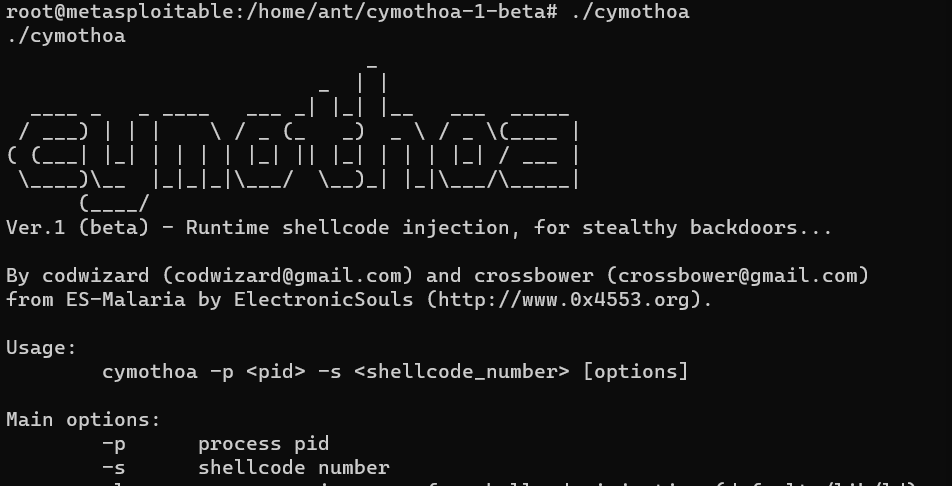 root@metasploitable:/home/ant/cymothoa-1-beta# ./cymothoa
./cymothoa
cymothoa
Ver.1 (beta) - Runtime shellcode injection, for stealthy backdoors...
By codwizard (codwizard@gmail.com) and crossbower (crossbower@gmail.com)
from ES-Malaria by ElectronicSouls (http://www.0x4553.org).
Usage:
cymothoa -p <pid> -s <shellcode_number> [options]
Main options:
-p process pid
-s shellcode number